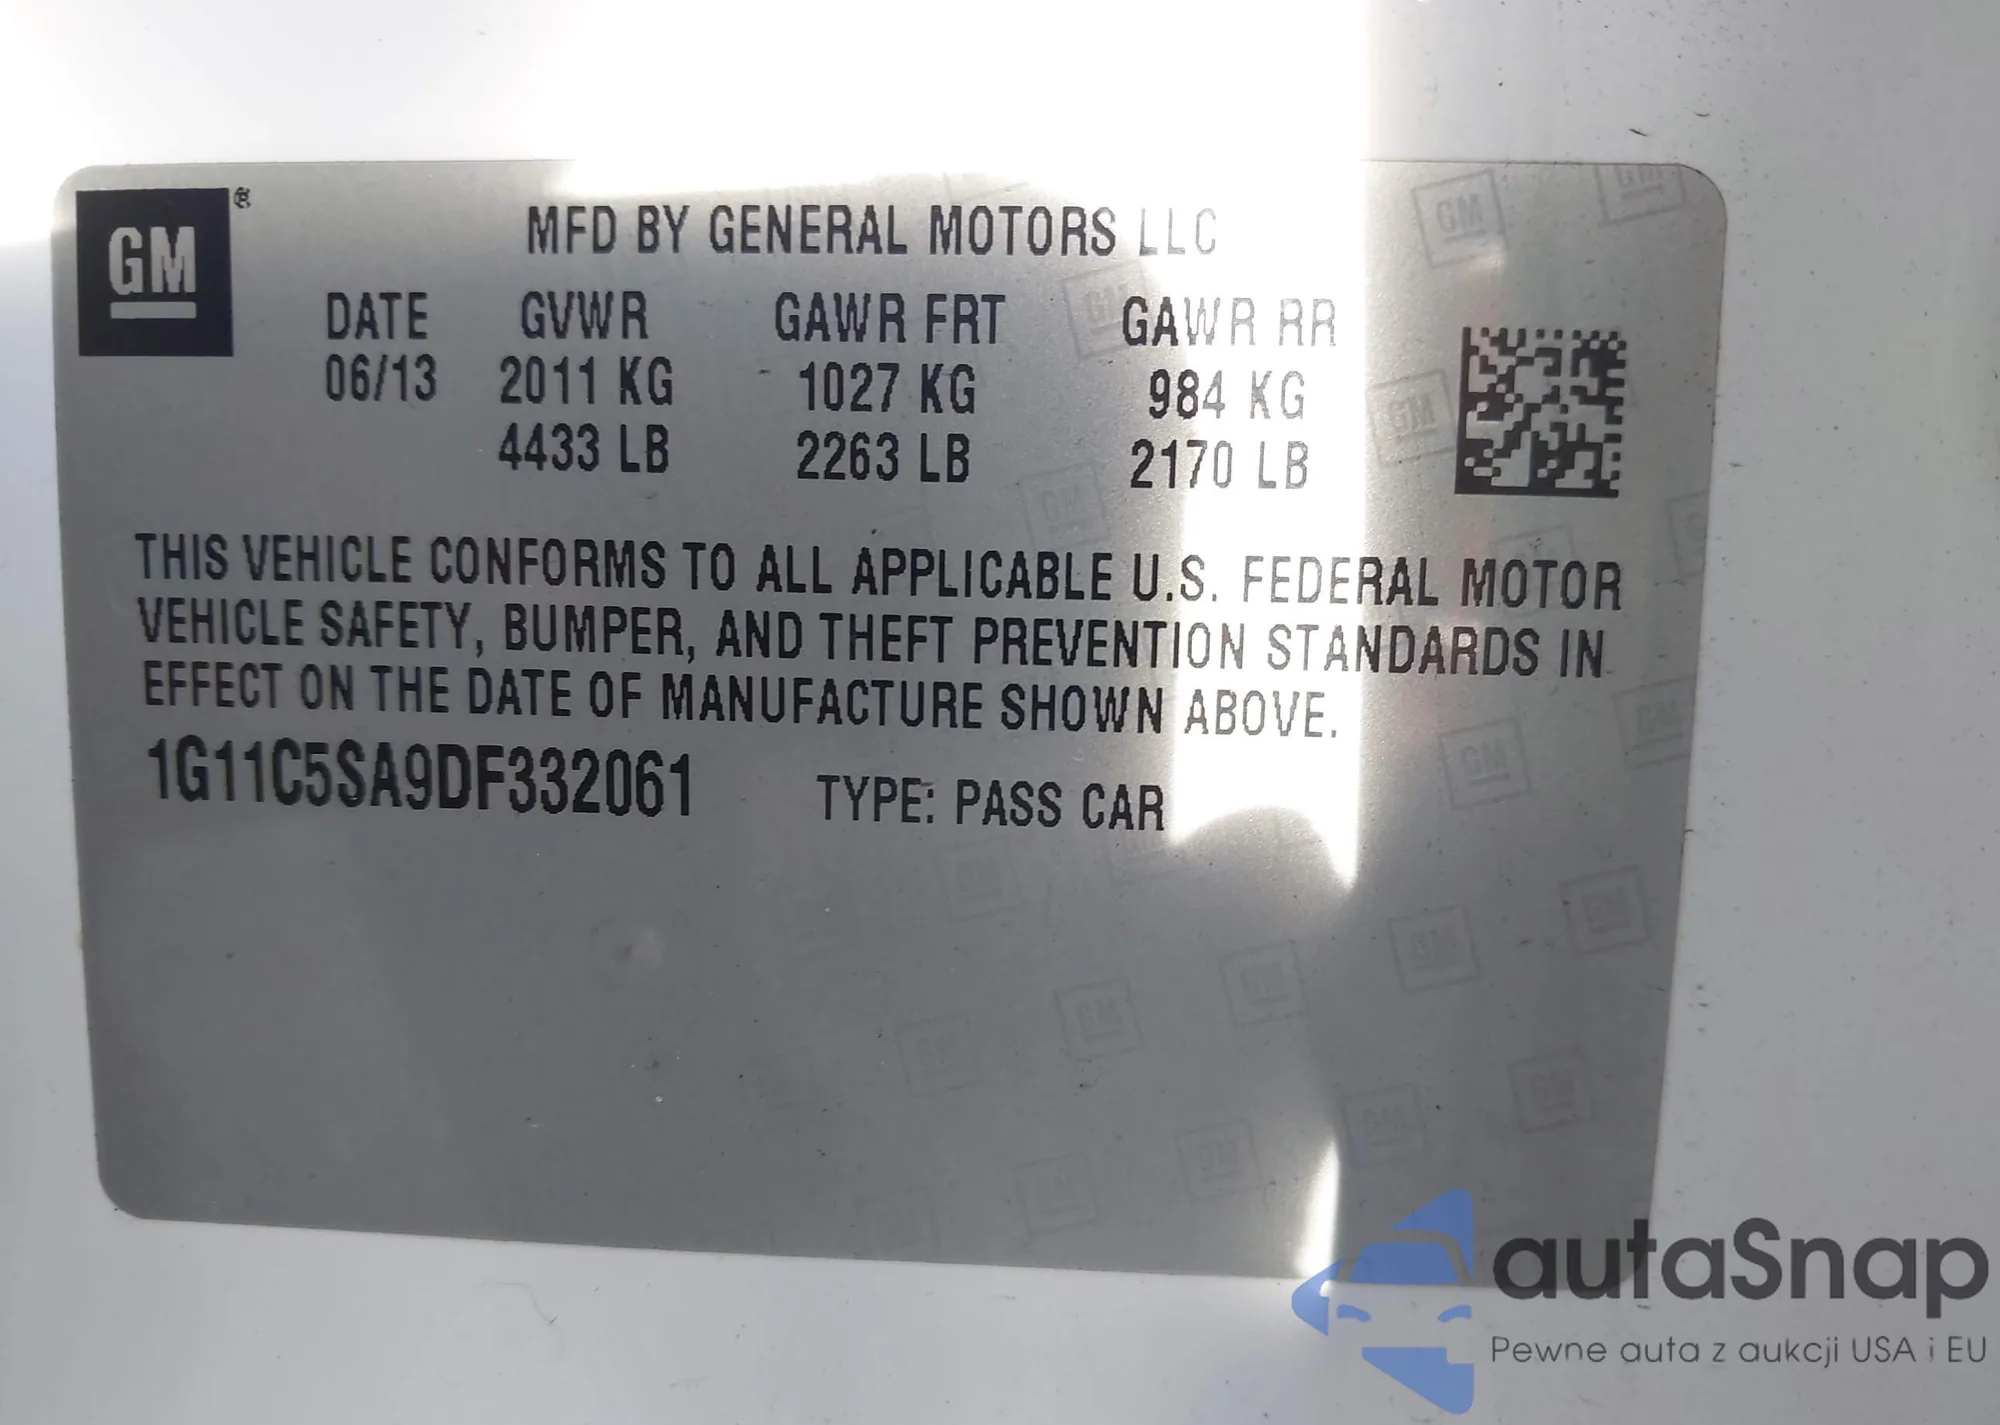 GM ®
MFD BY GENERAL MOTORS LLC
DATE GVWR GAWR FRT GAWR RR
06/13 2011 KG 1027 KG 984 KG
4433 LB 2263 LB 2170 LB
THIS VEHICLE CONFORMS TO ALL APPLICABLE U.S. FEDERAL MOTOR
VEHICLE SAFETY, BUMPER, AND THEFT PREVENTION STANDARDS IN
EFFECT ON THE DATE OF MANUFACTURE SHOWN ABOVE.
1G11C5SA9DF332061 TYPE: PASS CAR
autaSnap
Pewne auta z aukcji USA i EU